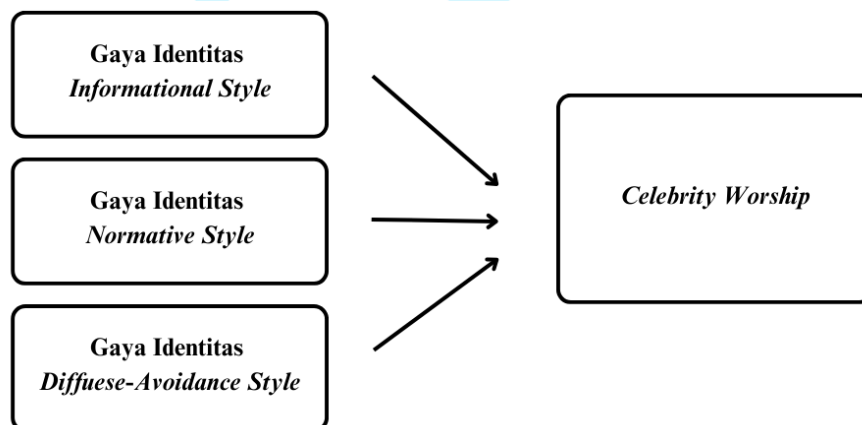 Gaya Identitas
Informational Style
Gaya Identitas
Normative Style
Gaya Identitas
Diffuese-Avoidance Style
Celebrity Worship